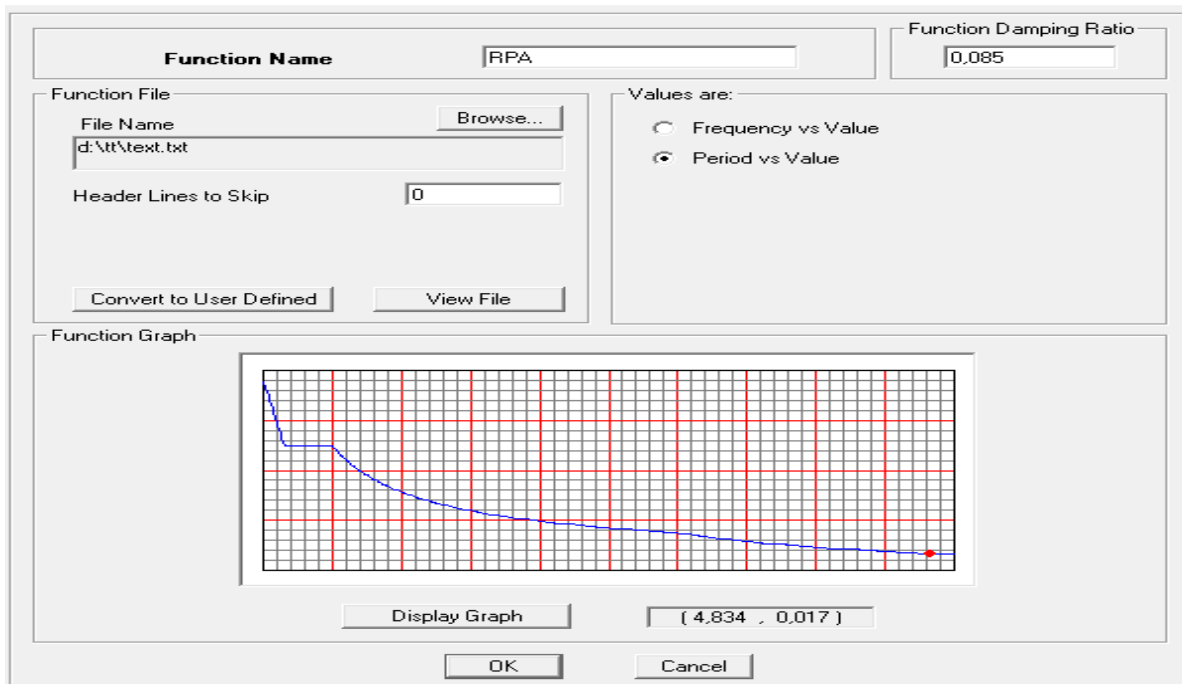 Function Damping Ratio
Function Name RPA 0,085
Function File
Values are:
File Name Browse...
d:\tt\text.txt
Frequency vs Value
Period vs Value
Header Lines to Skip 0
Convert to User Defined View File
Function Graph
Display Graph ( 4,834 , 0,017 )
OK Cancel